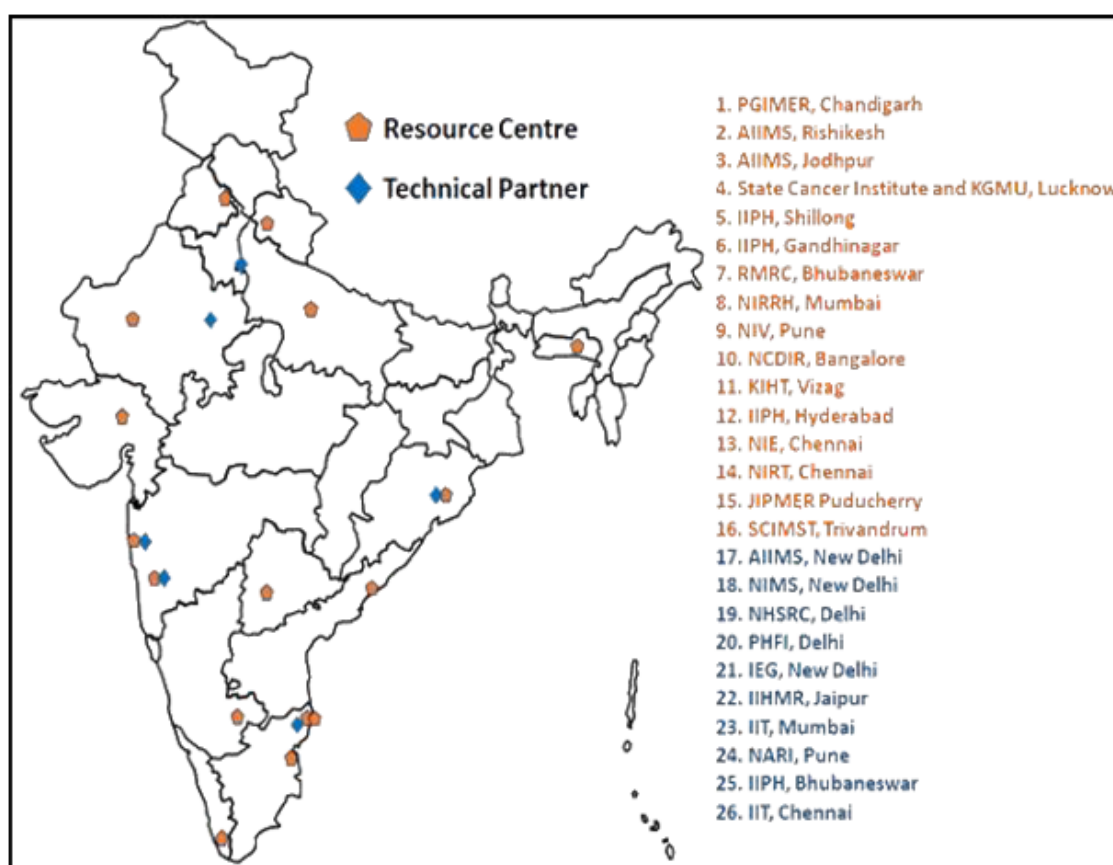 Resource Centre
Technical Partner
1. PGIMER, Chandigarh
2. AIIMS, Rishikesh
3. AIIMS, Jodhpur
4. State Cancer Institute and KGMU, Lucknow
5. IIPH, Shillong
6. IIPH, Gandhinagar
7. RMRC, Bhubaneswar
8. NIRRH, Mumbai
9. NIV, Pune
10. NCDIR, Bangalore
11. KIHT, Vizag
12. IIPH, Hyderabad
13. NIE, Chennai
14. NIRT, Chennai
15. JIPMER Puducherry
16. SCIMST, Trivandrum
17. AIIMS, New Delhi
18. NIMS, New Delhi
19. NHSRC, Delhi
20. PHFI, Delhi
21. IEG, New Delhi
22. IIHMR, Jaipur
23. IIT, Mumbai
24. NARI, Pune
25. IIPH, Bhubaneswar
26. IIT, Chennai